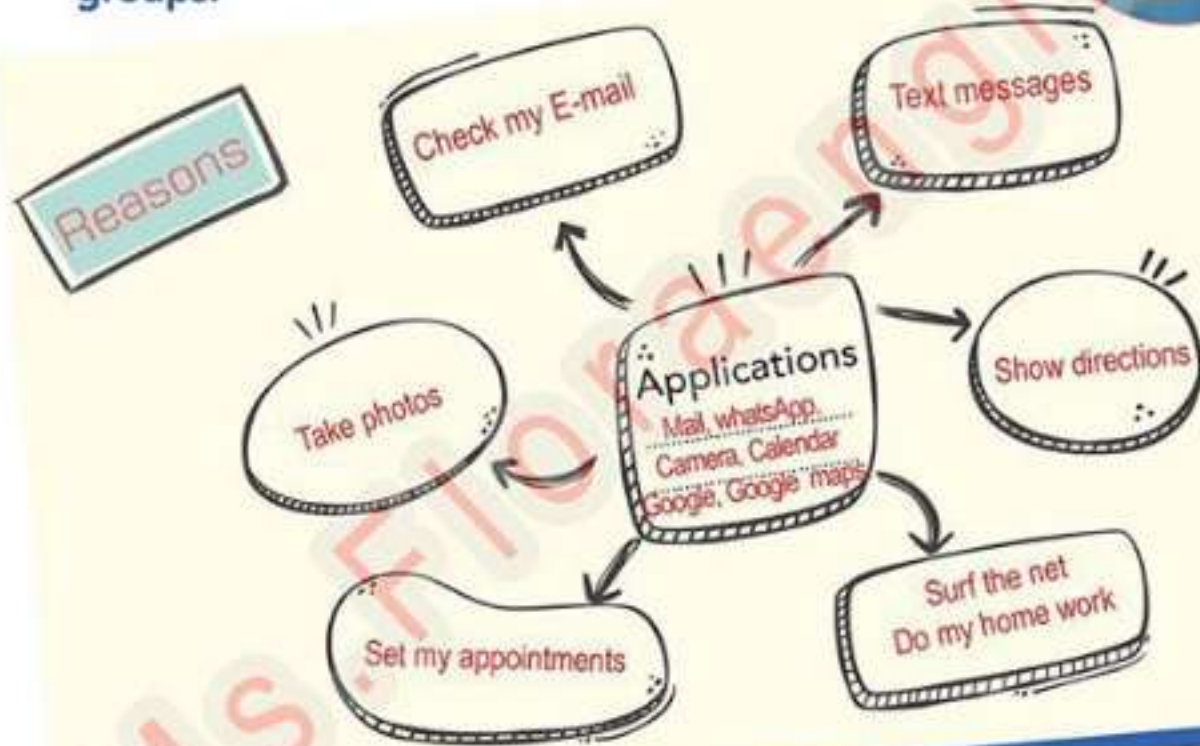 groups.
Reasons
Check my E-mail
Text messages
Applications
Mail, whatsApp,
Camera, Calendar
Google, Google maps
Show directions
Take photos
Set my appointments
Surf the net
Do my home work